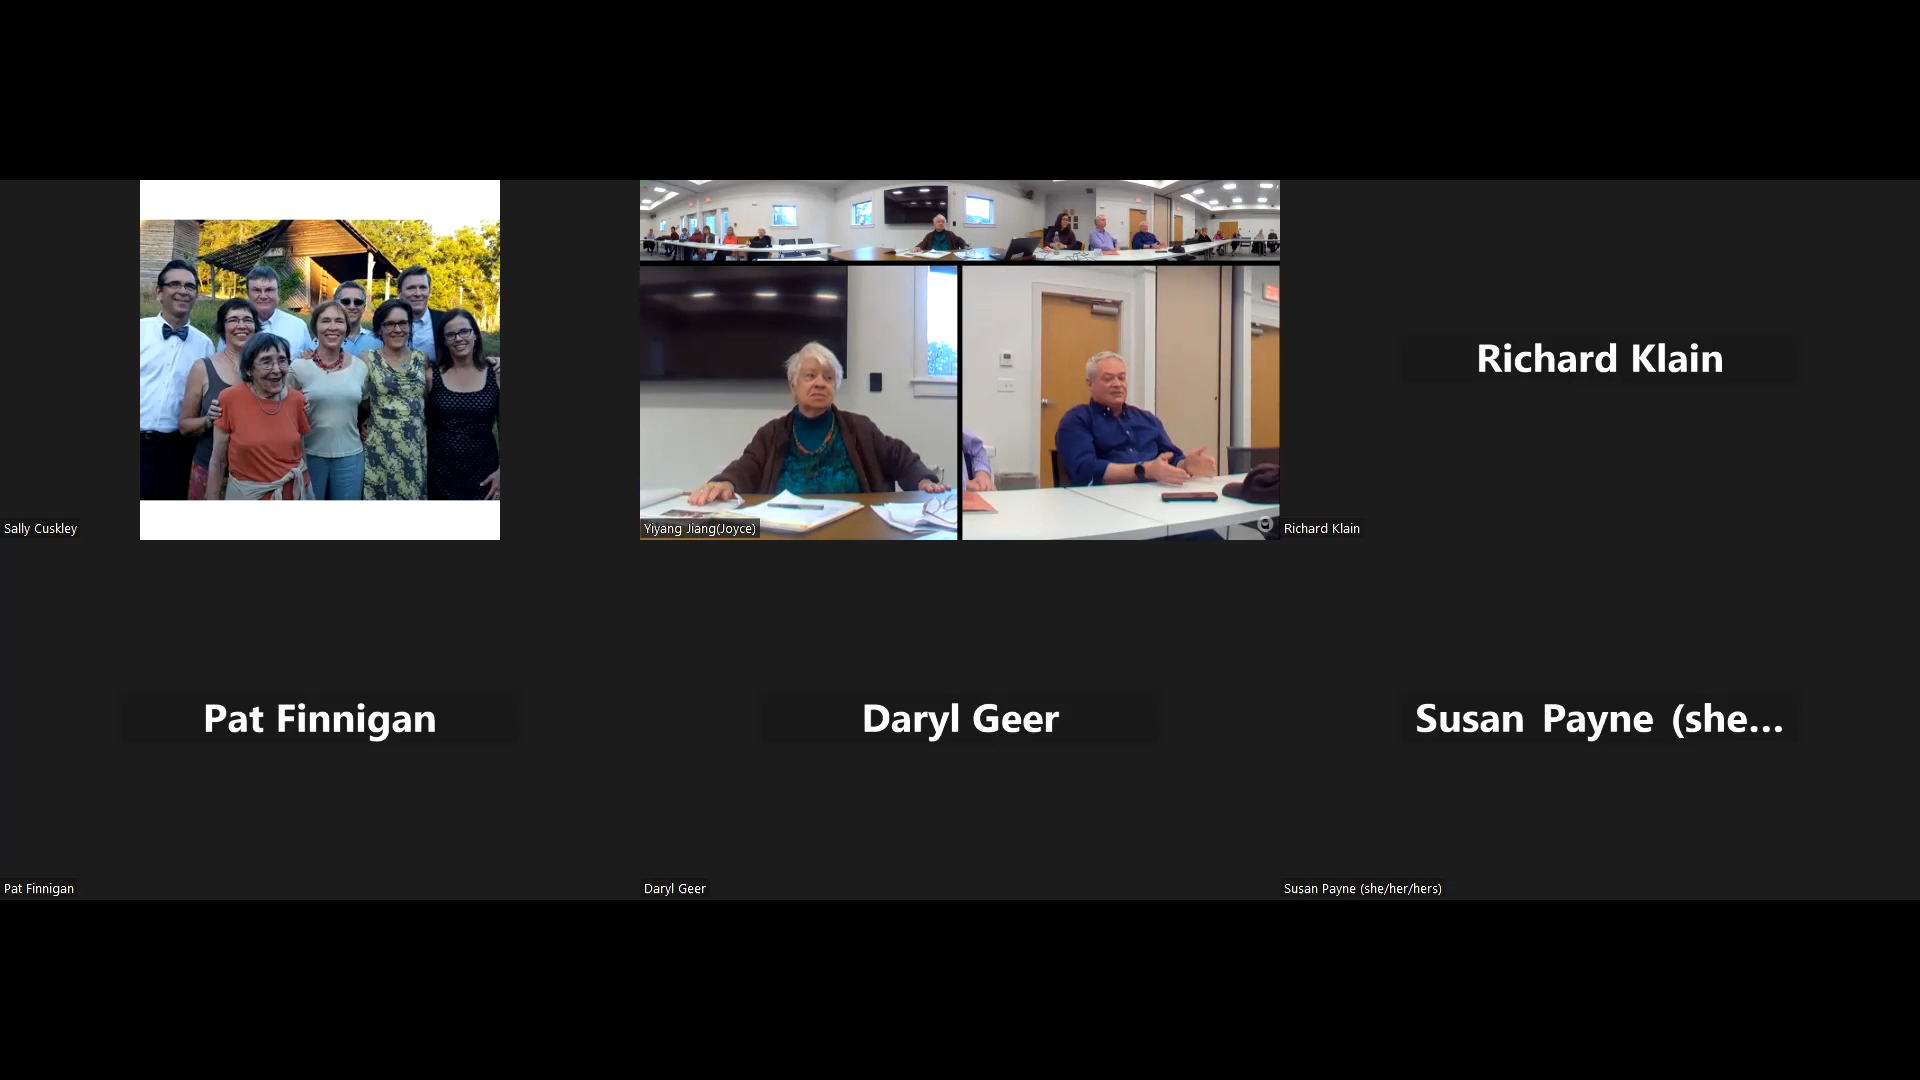 Richard Klain
Sally Cuskley
Yiyang Jiang(Joyce)
Richard Klain
Pat Finnigan
Daryl Geer
Susan Payne (she...
Pat Finnigan
Daryl Geer
Susan Payne (she/her/hers)